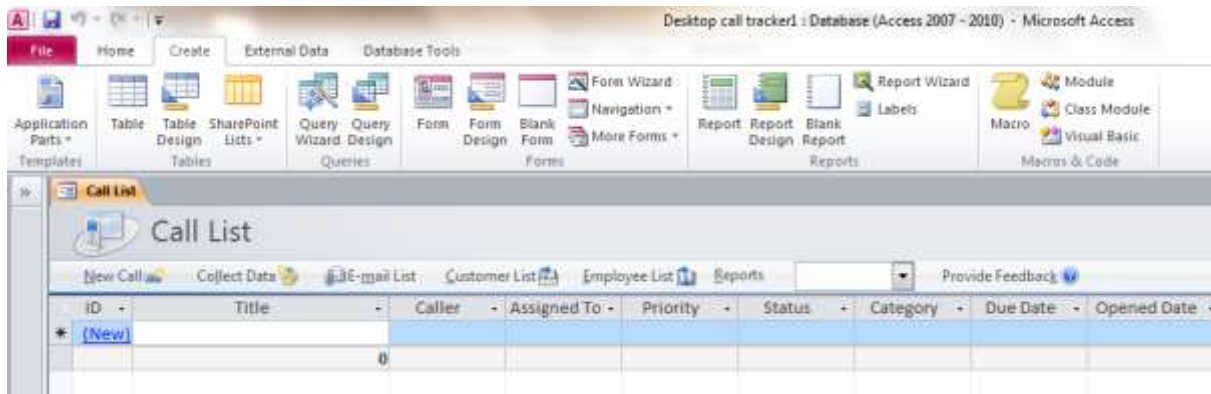 A
Desktop call tracker1 : Database (Access 2007 - 2010) - Microsoft Access
File Home Create External Data Database Tools
Application Parts
Table
Table Design
SharePoint Lists
Query Wizard
Query Design
Form
Form Design
Blank Form
Form Wizard
Navigation
More Forms
Report
Report Design
Blank Report
Report Wizard
Labels
Macro
Module
Class Module
Visual Basic
Templates Tables Queries Forms Reports Macros & Code
» Call List
Call List
New Call Collect Data E-mail List Customer List Employee List Reports Provide Feedback
ID Title Caller Assigned To Priority Status Category Due Date Opened Date
* (New)
0